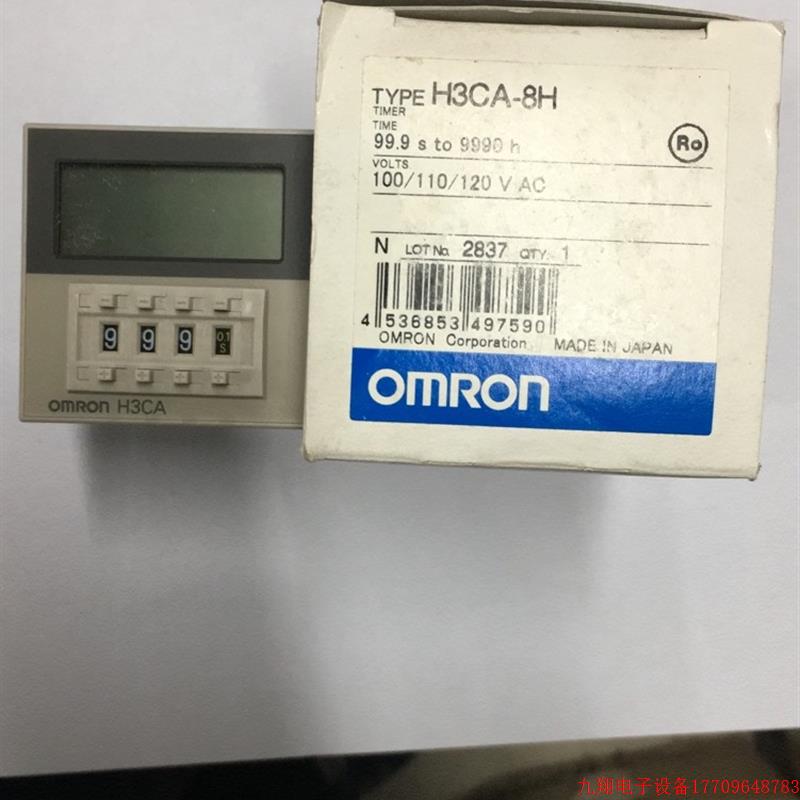 TYPE H3CA-8H
TIMER
TIME
99.9 s to 9990 h
Ro
VOLTS
100/110/120 V AC
N LOT No. 2837 QTY. 1
4 536853 497590
OMRON Corporation MADE IN JAPAN
OMRON
9 9 9 0.1 S
OMRON H3CA
九翔电子设备17709648783